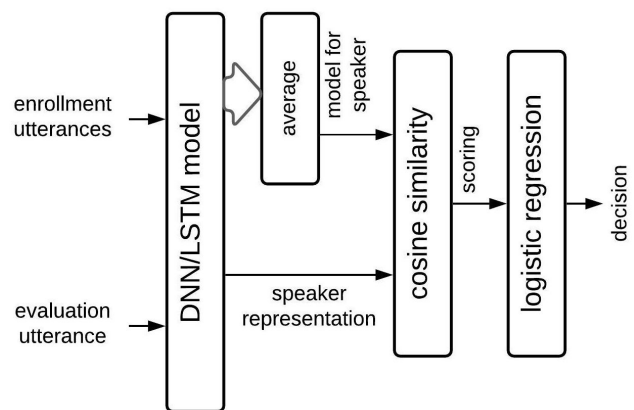 enrollment
utterances
evaluation
utterance
DNN/LSTM model
average
model for
speaker
speaker
representation
cosine similarity
scoring
logistic regression
decision